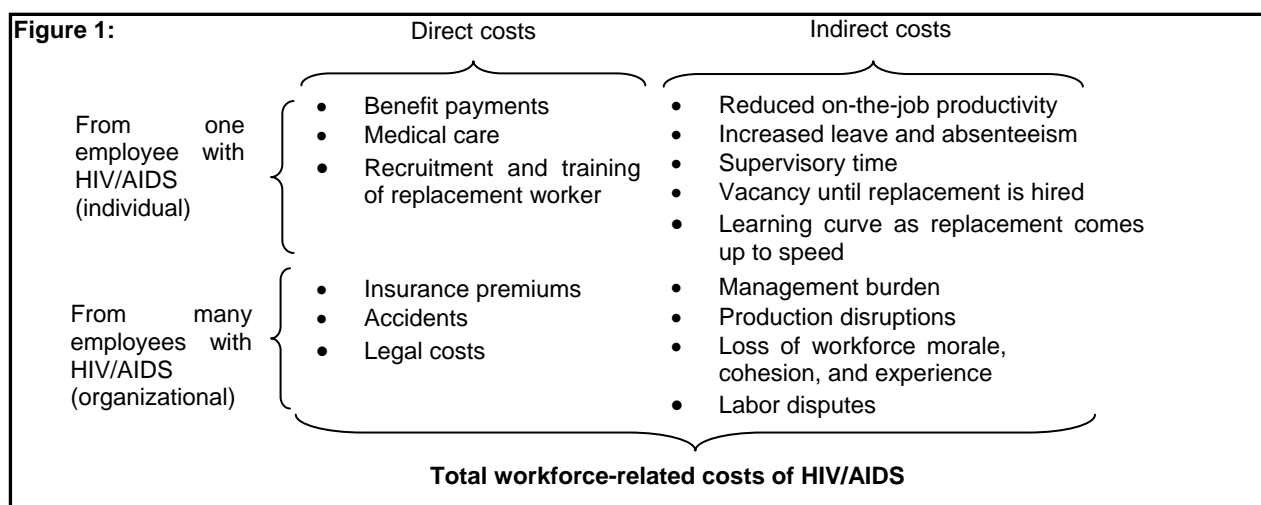 Figure 1:
Direct costs
Indirect costs
From one
employee with
HIV/AIDS
(individual)
• Benefit payments
• Medical care
• Recruitment and training
of replacement worker
• Reduced on-the-job productivity
• Increased leave and absenteeism
• Supervisory time
• Vacancy until replacement is hired
• Learning curve as replacement comes
up to speed
From many
employees with
HIV/AIDS
(organizational)
• Insurance premiums
• Accidents
• Legal costs
• Management burden
• Production disruptions
• Loss of workforce morale,
cohesion, and experience
• Labor disputes
Total workforce-related costs of HIV/AIDS